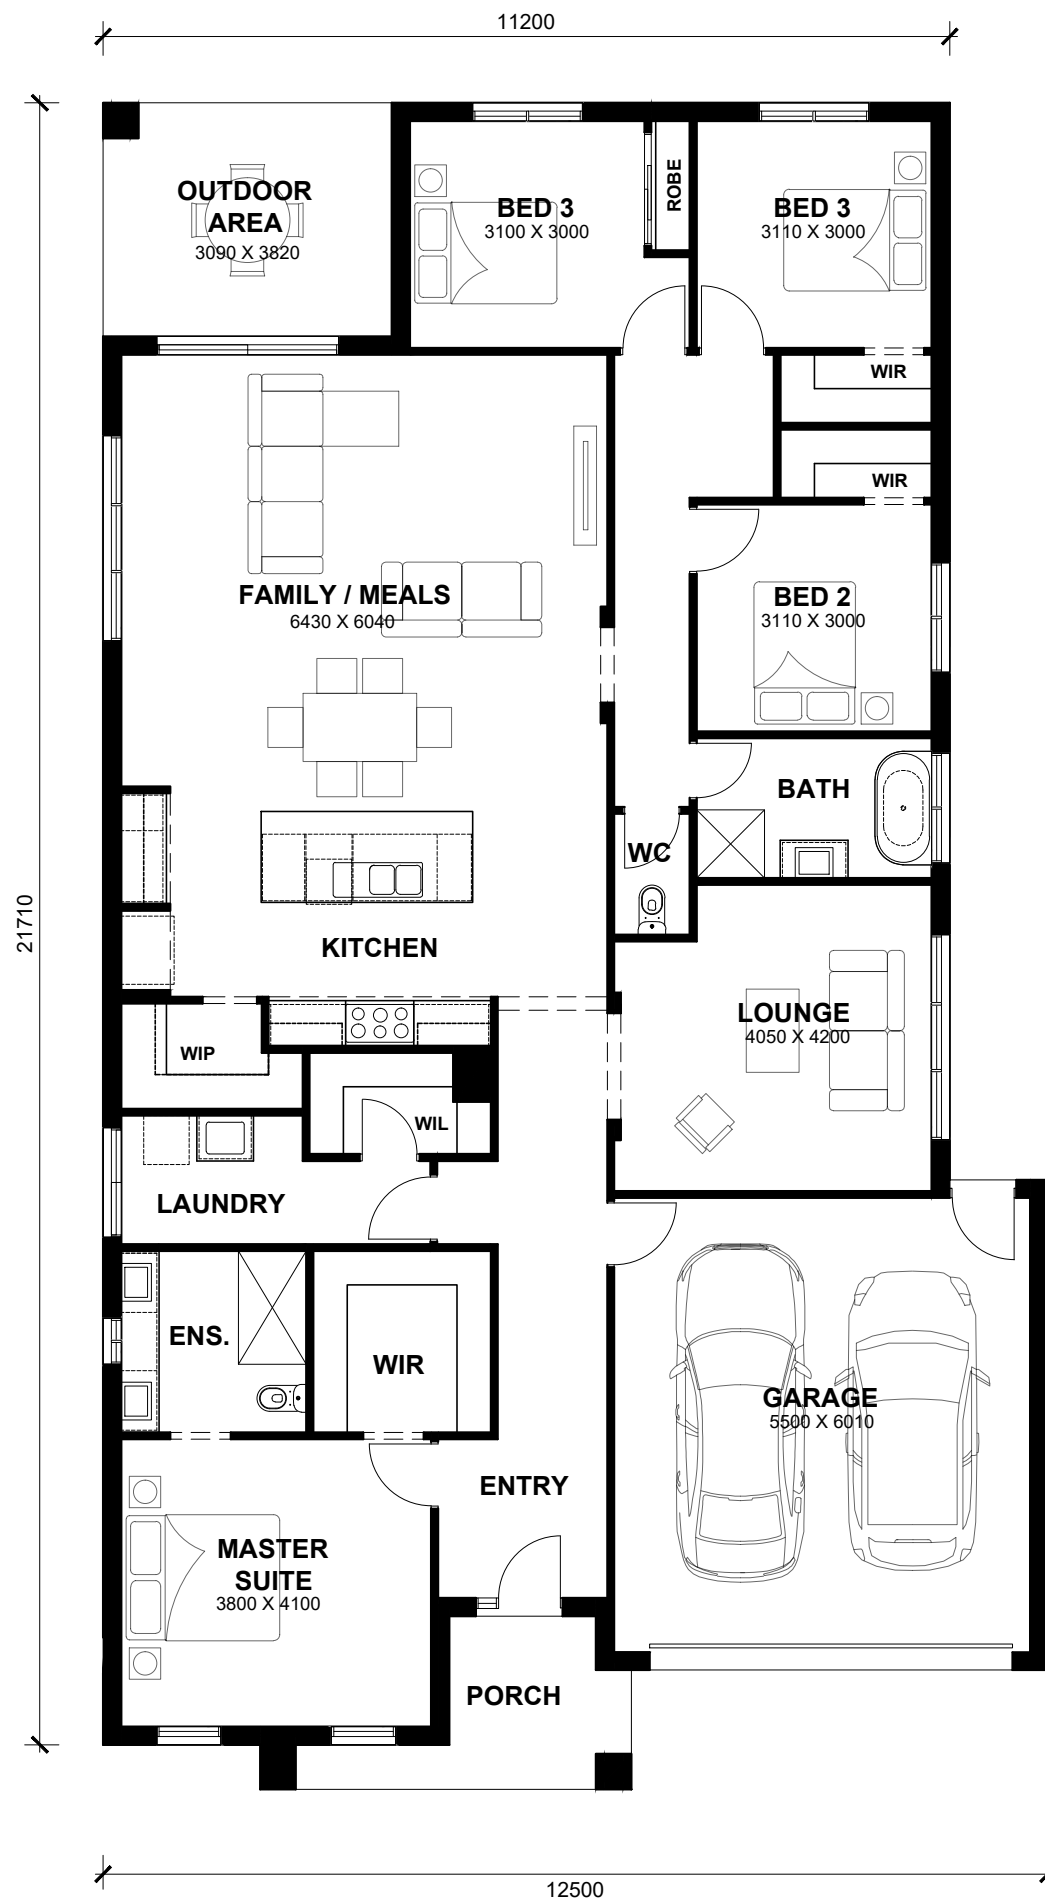 11200
OUTDOOR
AREA
3090 X 3820
BED 3
3100 X 3000
ROBE
BED 3
3110 X 3000
WIR
WIR
FAMILY / MEALS
6430 X 6040
BED 2
3110 X 3000
BATH
WC
21710
KITCHEN
LOUNGE
4050 X 4200
WIP
WIL
LAUNDRY
ENS.
WIR
GARAGE
5500 X 6010
ENTRY
MASTER
SUITE
3800 X 4100
PORCH
12500